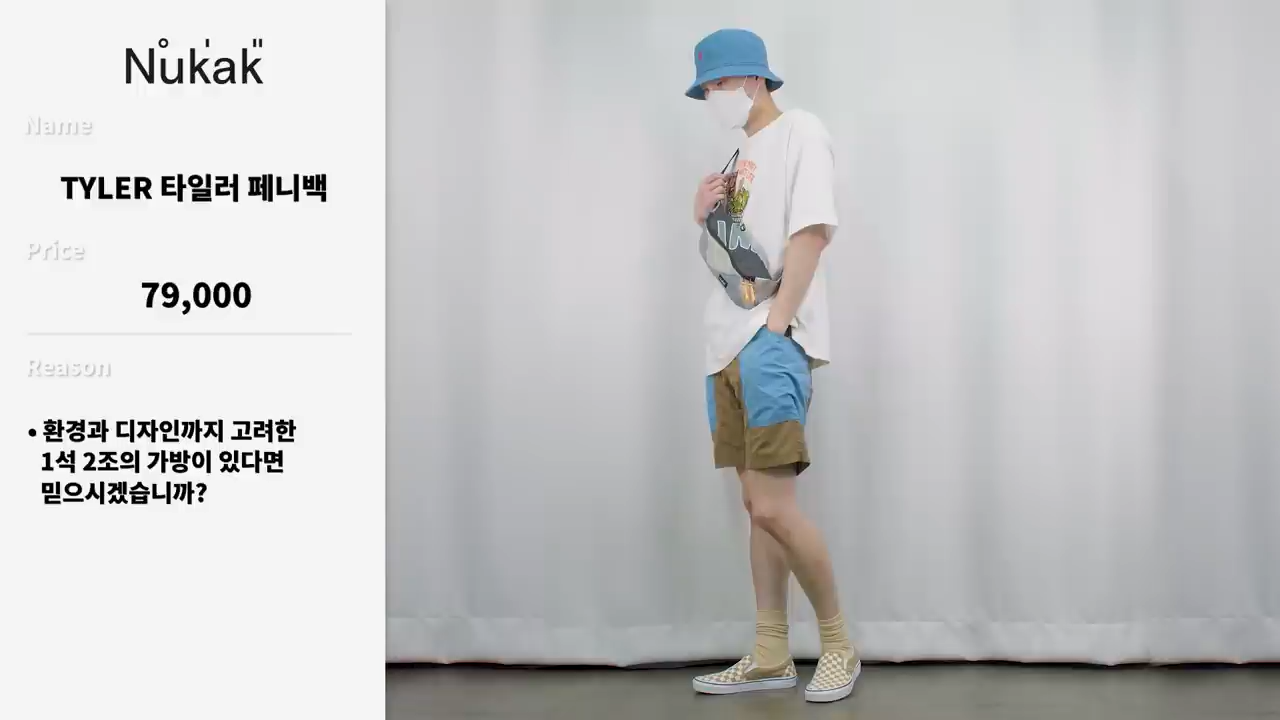 Nůk'ak"
Name
TYLER 타일러 페니백
Price
79,000
Reason
• 환경과 디자인까지 고려한
1석 2조의 가방이 있다면
믿으시겠습니까?